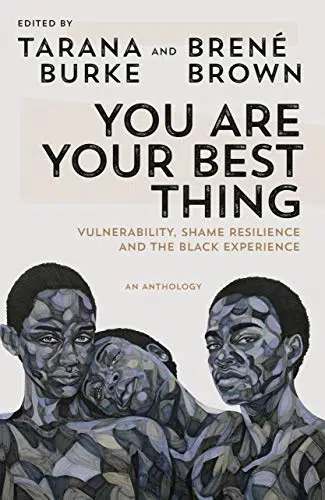 EDITED BY
TARANA AND BRENÉ
BURKE BROWN
YOU ARE
YOUR BEST
THING
VULNERABILITY, SHAME RESILIENCE
AND THE BLACK EXPERIENCE
AN ANTHOLOGY